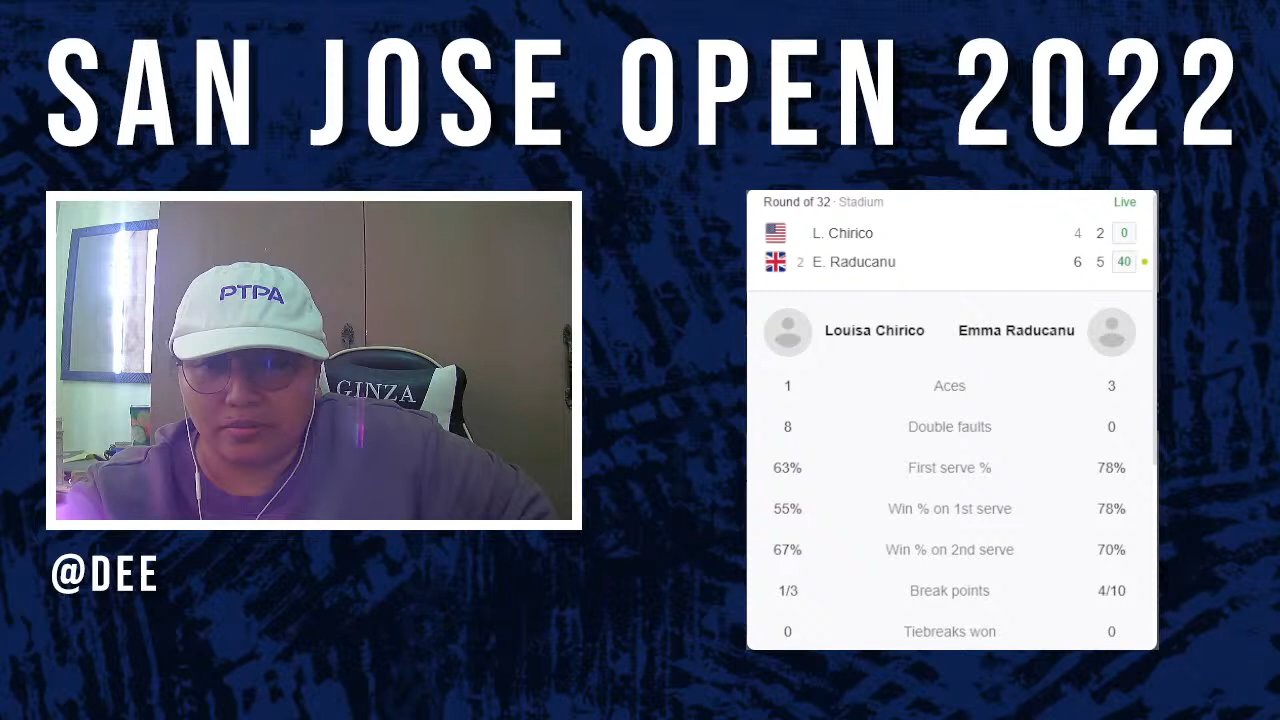 SAN JOSE OPEN 2022
PTPA
GINZA
@DEE
Round of 32 · Stadium Live
L. Chirico 4 2 0
2 E. Raducanu 6 5 40
Louisa Chirico Emma Raducanu
1 Aces 3
8 Double faults 0
63% First serve % 78%
55% Win % on 1st serve 78%
67% Win % on 2nd serve 70%
1/3 Break points 4/10
0 Tiebreaks won 0